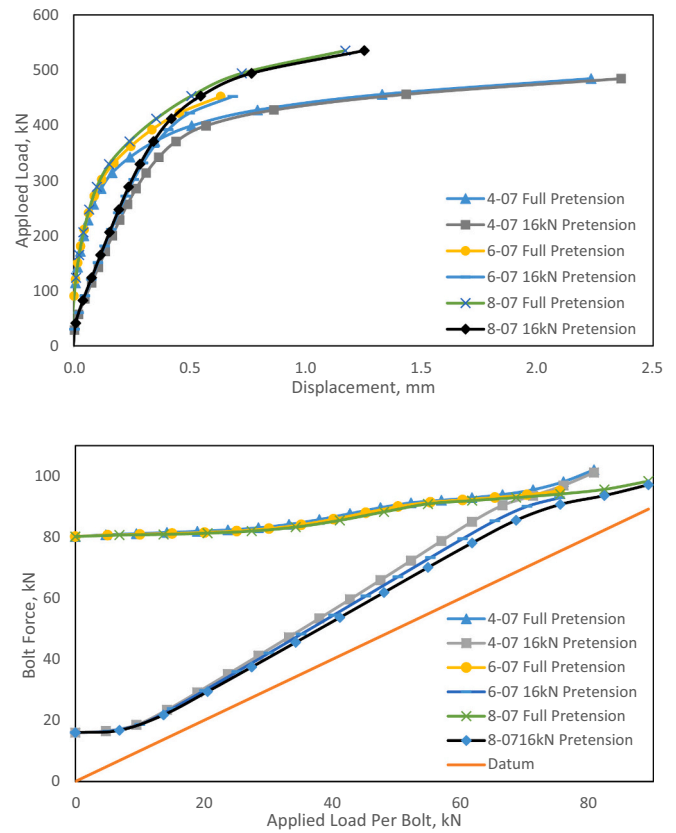 600
500
400
300
200
100
0
Apploed Load, kN
4-07 Full Pretension
4-07 16kN Pretension
6-07 Full Pretension
6-07 16kN Pretension
8-07 Full Pretension
8-07 16kN Pretension
0.0 0.5 1.0 1.5 2.0 2.5
Displacement, mm
100
80
60
40
20
0
Bolt Force, kN
4-07 Full Pretension
4-07 16kN Pretension
6-07 Full Pretension
6-07 16kN Pretension
8-07 Full Pretension
8-0716kN Pretension
Datum
0 20 40 60 80
Applied Load Per Bolt, kN